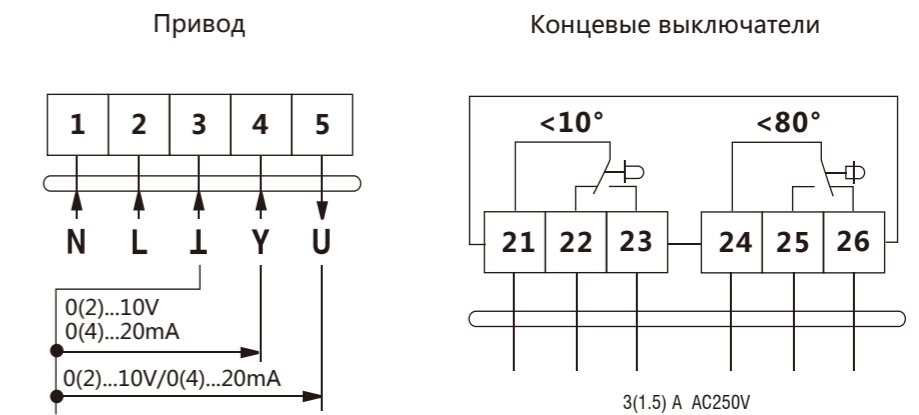 Привод
Концевые выключатели
1 2 3 4 5
N L ⊥ Y U
0(2)...10V
0(4)...20mA
0(2)...10V/0(4)...20mA
<10° <80°
21 22 23 24 25 26
3(1.5) A AC250V